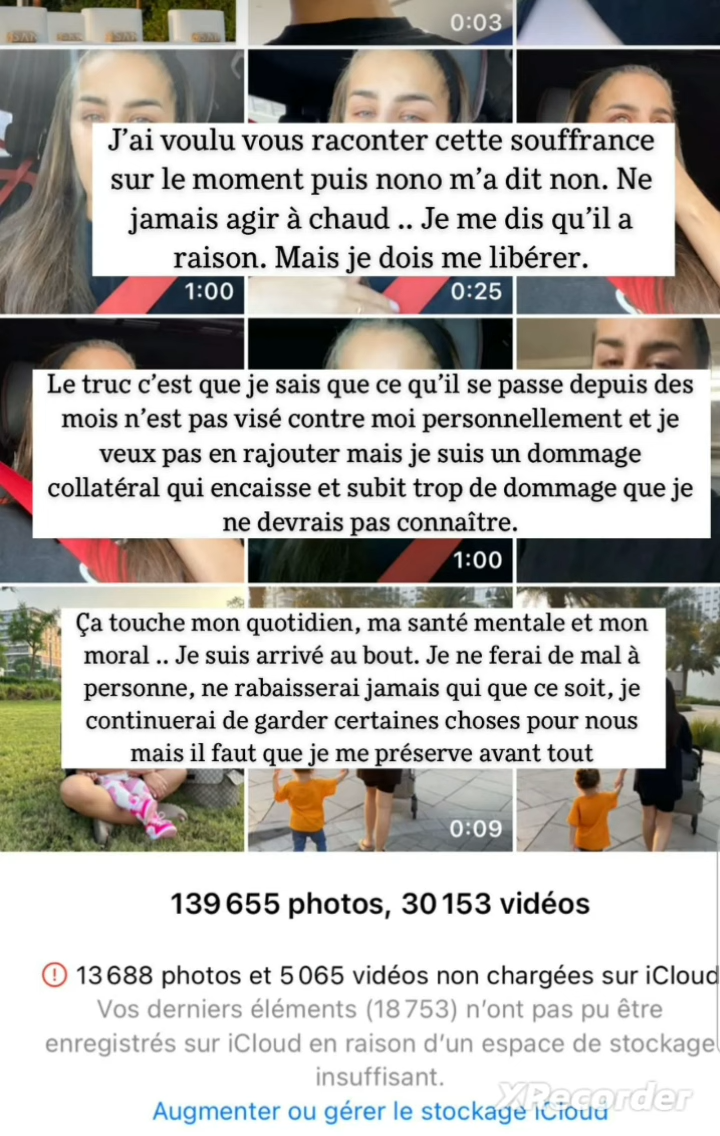 0:03
J'ai voulu vous raconter cette souffrance
sur le moment puis nono m'a dit non. Ne
jamais agir à chaud .. Je me dis qu'il a
raison. Mais je dois me libérer.
1:00
0:25
Le truc c'est que je sais que ce qu'il se passe depuis des
mois n'est pas visé contre moi personnellement et je
veux pas en rajouter mais je suis un dommage
collatéral qui encaisse et subit trop de dommage que je
ne devrais pas connaître.
1:00
Ça touche mon quotidien, ma santé mentale et mon
moral .. Je suis arrivé au bout. Je ne ferai de mal à
personne, ne rabaisserai jamais qui que ce soit, je
continuerai de garder certaines choses pour nous
mais il faut que je me préserve avant tout
0:09
139 655 photos, 30 153 vidéos
13 688 photos et 5 065 vidéos non chargées sur iCloud
Vos derniers éléments (18 753) n'ont pas pu être
enregistrés sur iCloud en raison d'un espace de stockage
insuffisant.
XRecorder
Augmenter ou gérer le stockage iCloud